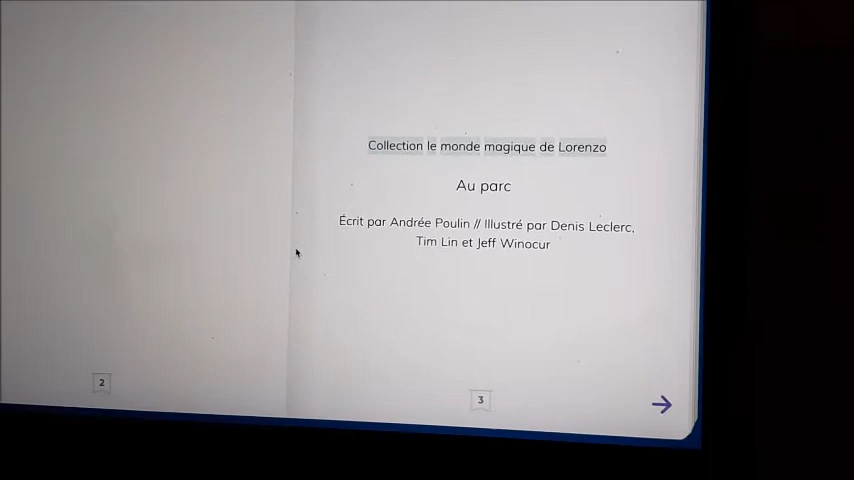 Collection le monde magique de Lorenzo
Au parc
Écrit par Andrée Poulin // Illustré par Denis Leclerc,
Tim Lin et Jeff Winocur
2
3